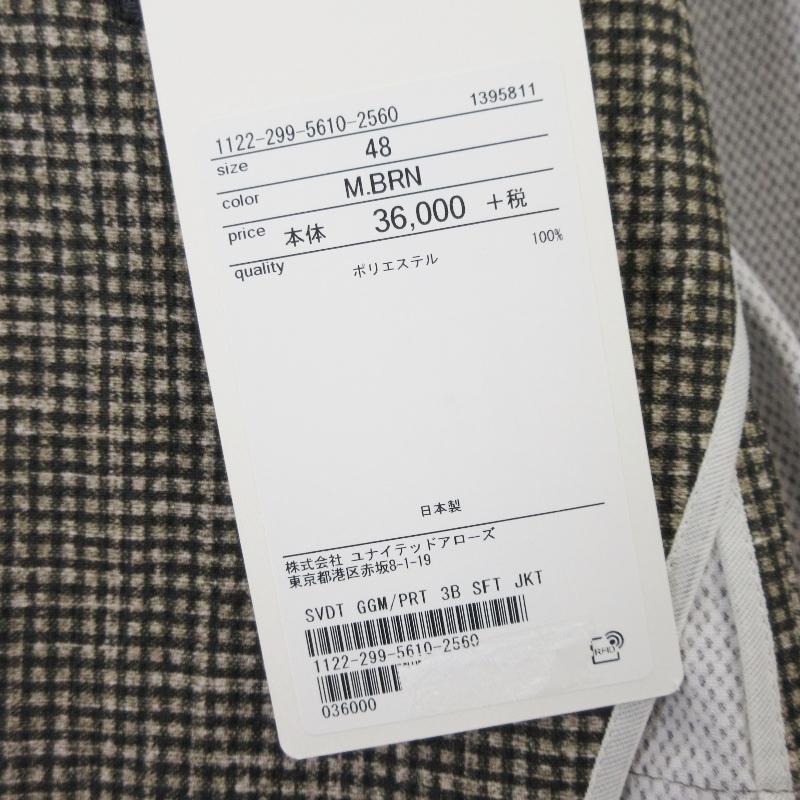 1122-299-5610-2560 1395811
size 48
color M.BRN
price 本体 36,000 +税
quality ポリエステル 100%
日本製
株式会社 ユナイテッドアローズ
東京都港区赤坂8-1-19
SVDT GGM/PRT 3B SFT JKT
1122-299-5610-2560
RFID
036000